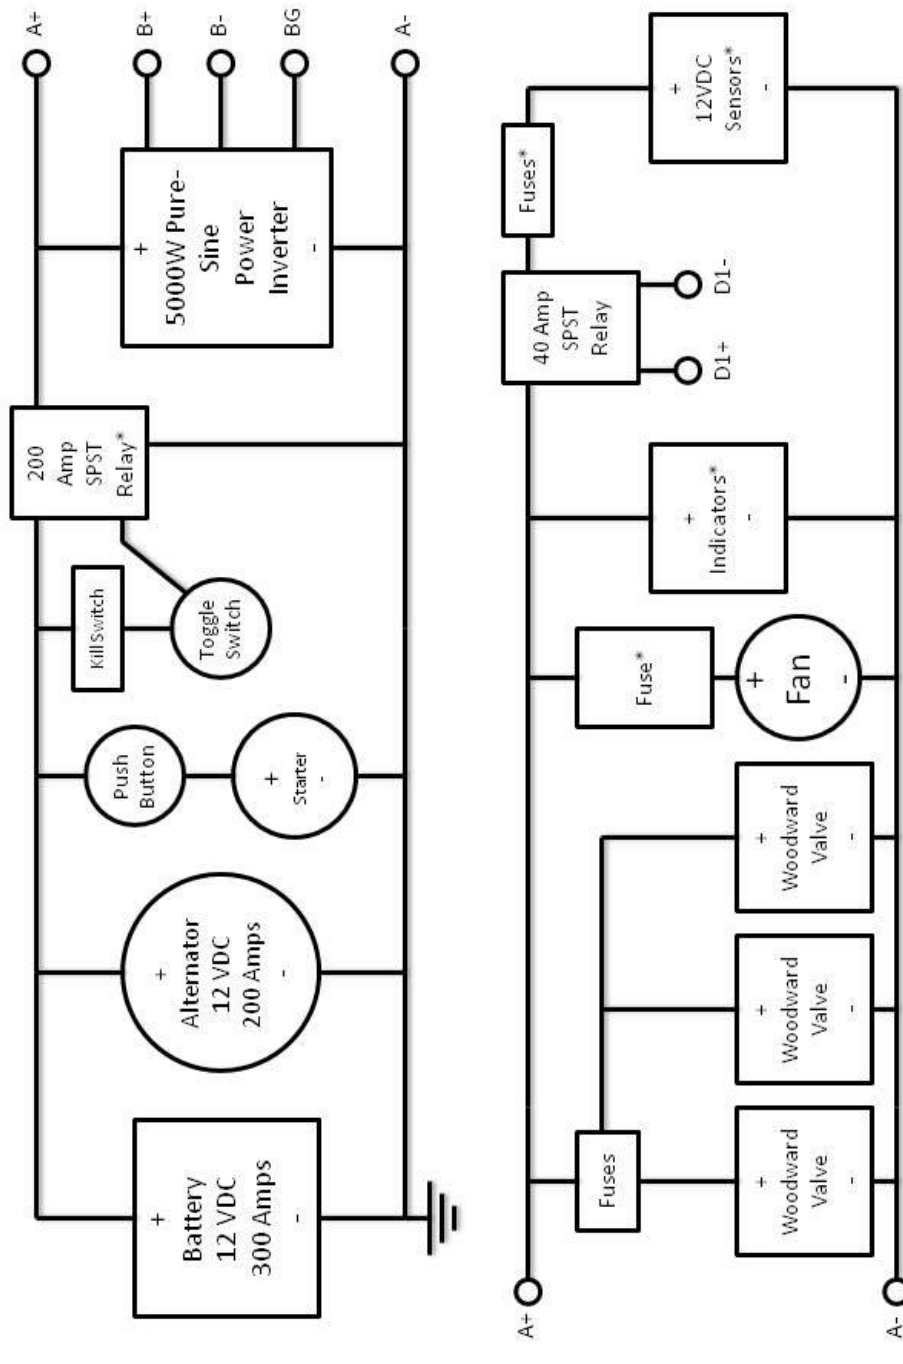 A+
B+
B-
BG
A-
+
5000W Pure-
Sine
Power
Inverter
-
200
Amp
SPST
Relay*
Kill Switch
Toggle
Switch
Push
Button
+
Starter
-
+
Alternator
12 VDC
200 Amps
-
+
Battery
12 VDC
300 Amps
-
A+
A-
Fuses
+
Woodward
Valve
-
+
Woodward
Valve
-
+
Woodward
Valve
-
Fuse*
+
Fan
-
+
Indicators*
-
40 Amp
SPST
Relay
D1+
D1-
Fuses*
+
12VDC
Sensors*
-